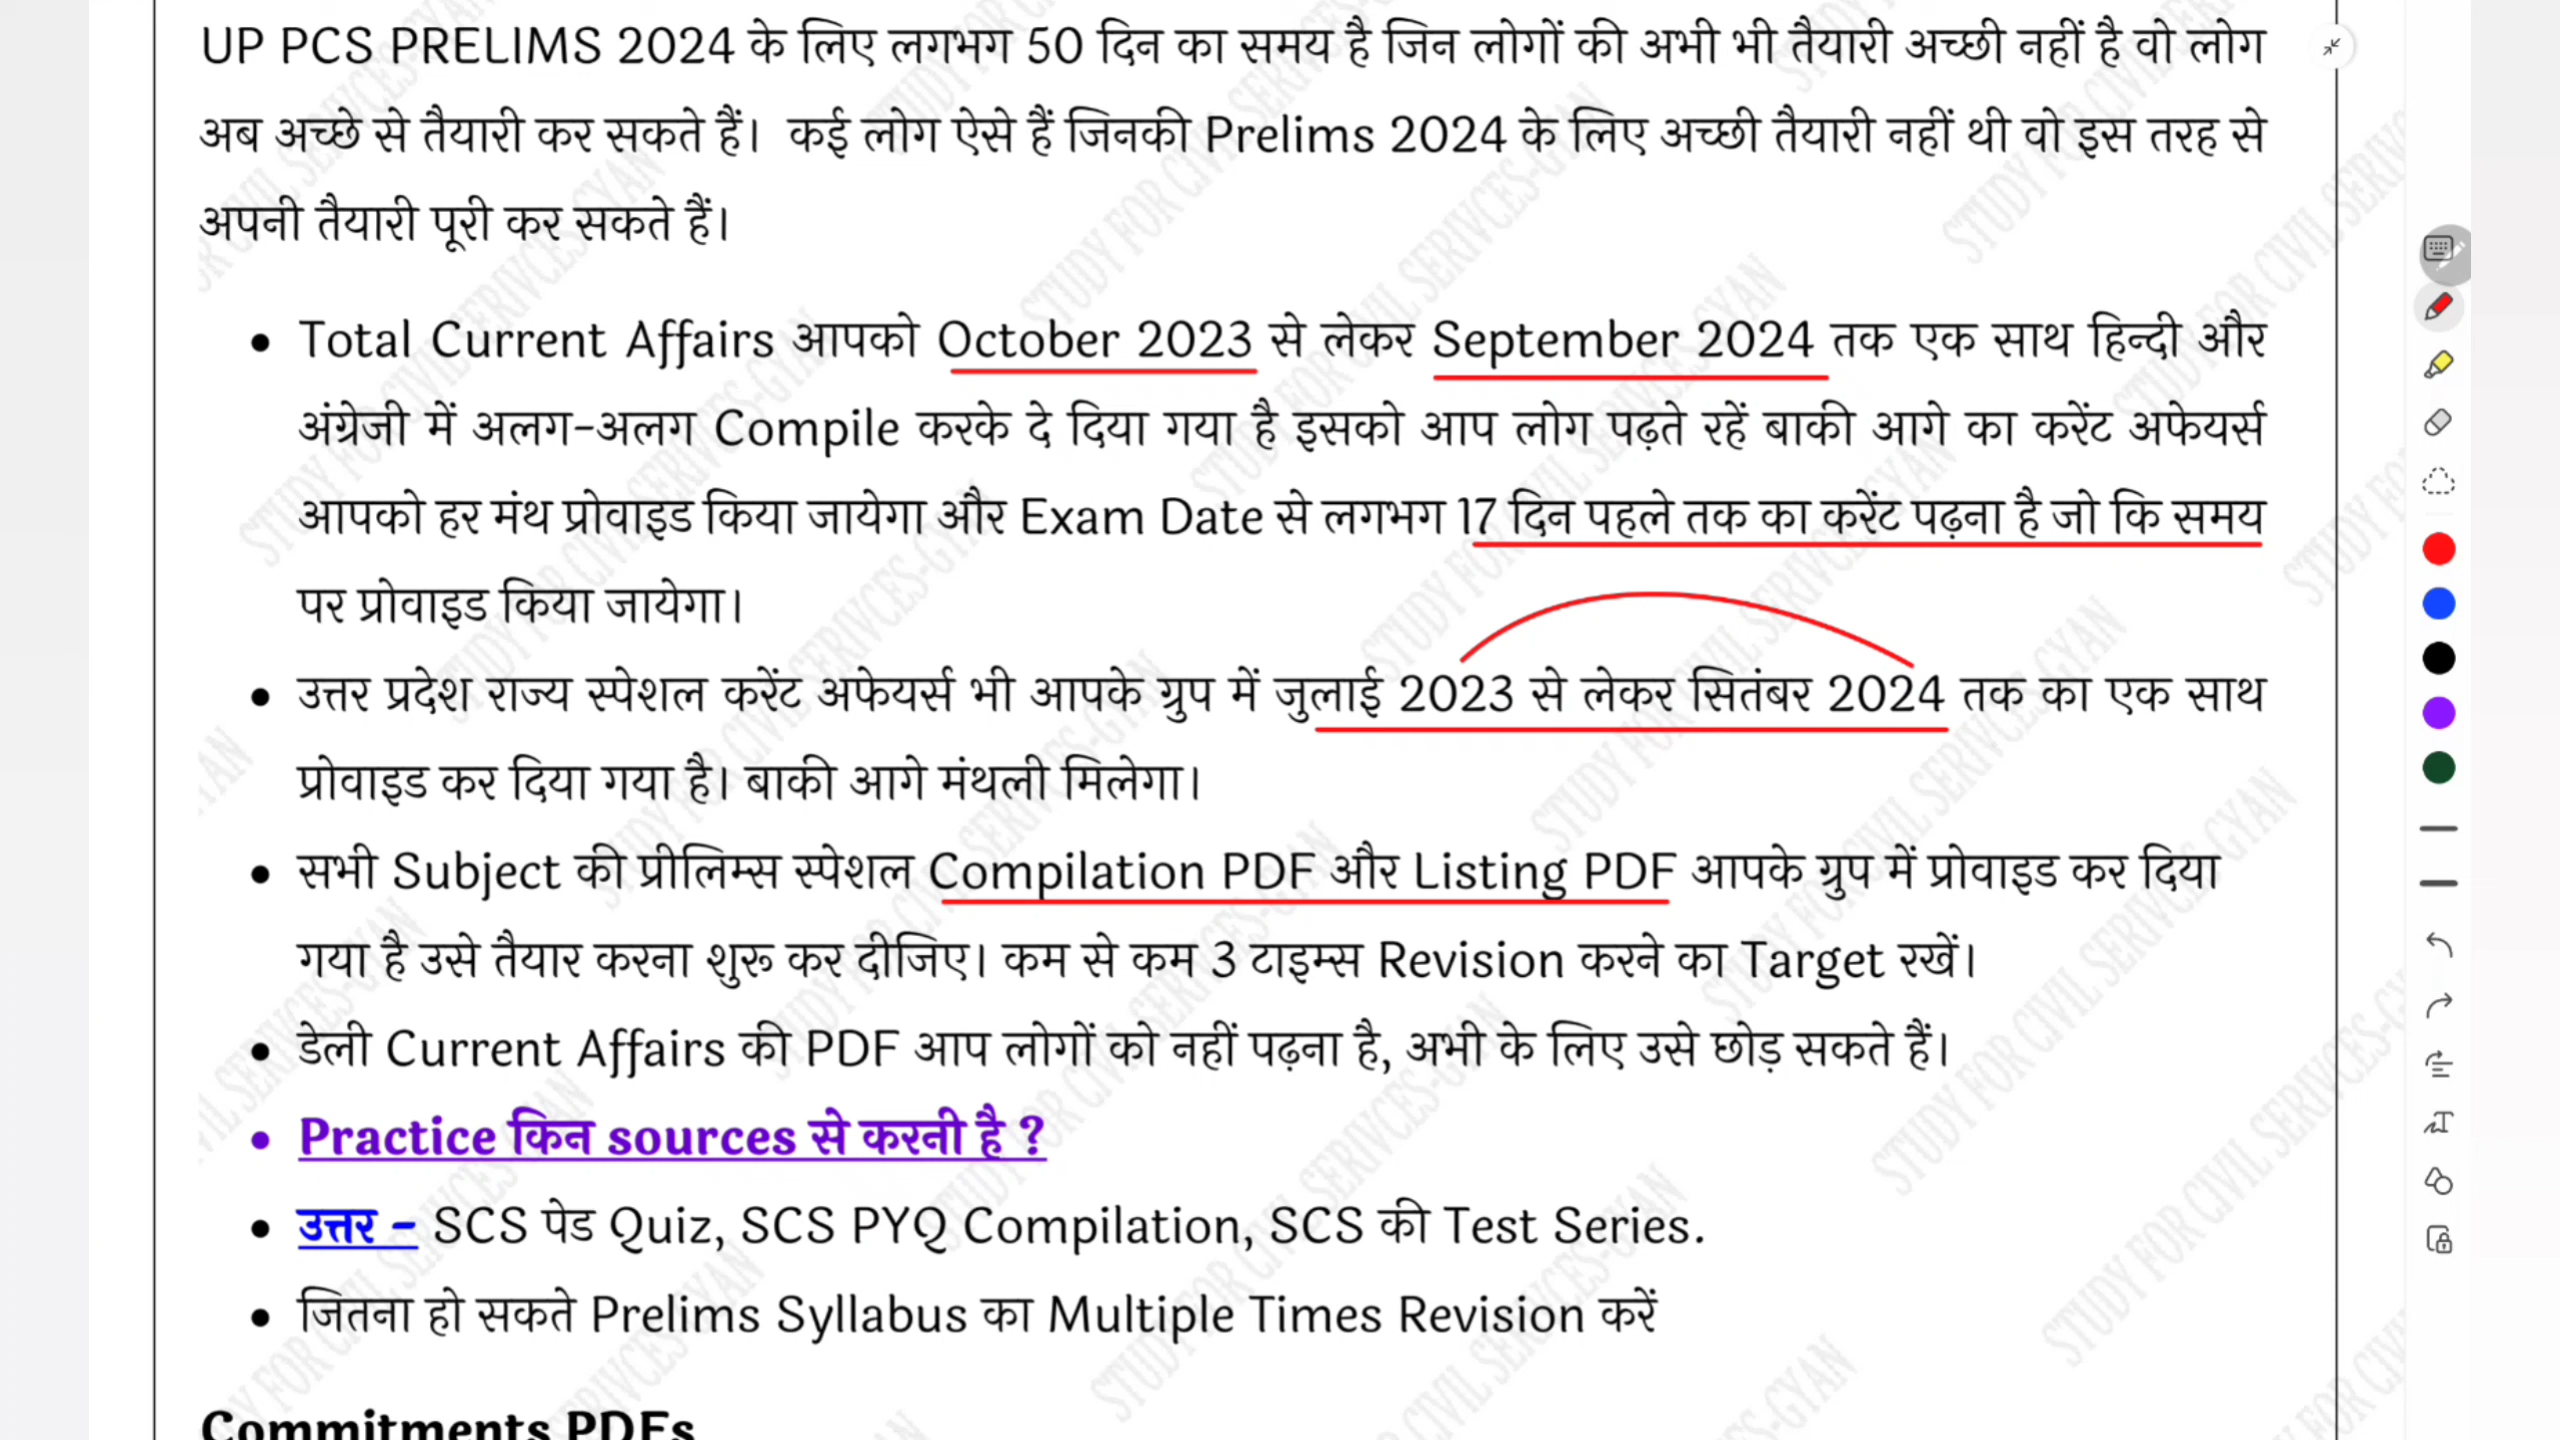 UP PCS PRELIMS 2024 के लिए लगभग 50 दिन का समय है जिन लोगों की अभी भी तैयारी अच्छी नहीं है वो लोग
अब अच्छे से तैयारी कर सकते हैं। कई लोग ऐसे हैं जिनकी Prelims 2024 के लिए अच्छी तैयारी नहीं थी वो इस तरह से
अपनी तैयारी पूरी कर सकते हैं।
• Total Current Affairs आपको October 2023 से लेकर September 2024 तक एक साथ हिन्दी और
अंग्रेजी में अलग-अलग Compile करके दे दिया गया है इसको आप लोग पढ़ते रहें बाकी आगे का करेंट अफेयर्स
आपको हर मंथ प्रोवाइड किया जायेगा और Exam Date से लगभग 17 दिन पहले तक का करेंट पढ़ना है जो कि समय
पर प्रोवाइड किया जायेगा।
• उत्तर प्रदेश राज्य स्पेशल करेंट अफेयर्स भी आपके ग्रुप में जुलाई 2023 से लेकर सितंबर 2024 तक का एक साथ
प्रोवाइड कर दिया गया है। बाकी आगे मंथली मिलेगा।
• सभी Subject की प्रीलिम्स स्पेशल Compilation PDF और Listing PDF आपके ग्रुप में प्रोवाइड कर दिया
गया है उसे तैयार करना शुरू कर दीजिए। कम से कम 3 टाइम्स Revision करने का Target रखें।
• डेली Current Affairs की PDF आप लोगों को नहीं पढ़ना है, अभी के लिए उसे छोड़ सकते हैं।
• Practice किन sources से करनी है ?
• उत्तर – SCS पेड Quiz, SCS PYQ Compilation, SCS की Test Series.
• जितना हो सकते Prelims Syllabus का Multiple Times Revision करें
Commitments PDFs
STUDY FOR CIVIL SERIVCES-GYAN